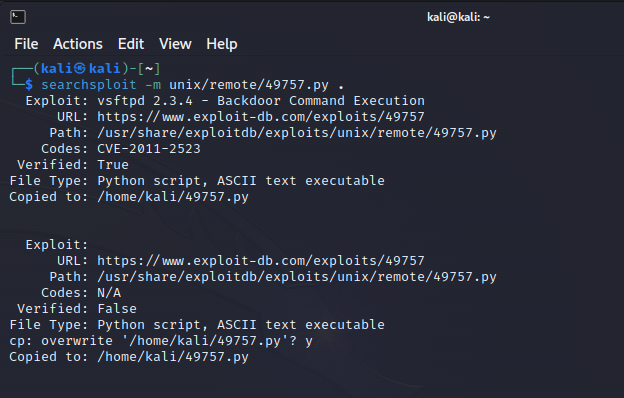 kali@kali: ~
File Actions Edit View Help
┌──(kali㉿kali)-[~]
└─$ searchsploit -m unix/remote/49757.py .
Exploit: vsftpd 2.3.4 - Backdoor Command Execution
URL: https://www.exploit-db.com/exploits/49757
Path: /usr/share/exploitdb/exploits/unix/remote/49757.py
Codes: CVE-2011-2523
Verified: True
File Type: Python script, ASCII text executable
Copied to: /home/kali/49757.py
Exploit:
URL: https://www.exploit-db.com/exploits/49757
Path: /usr/share/exploitdb/exploits/unix/remote/49757.py
Codes: N/A
Verified: False
File Type: Python script, ASCII text executable
cp: overwrite '/home/kali/49757.py'? y
Copied to: /home/kali/49757.py